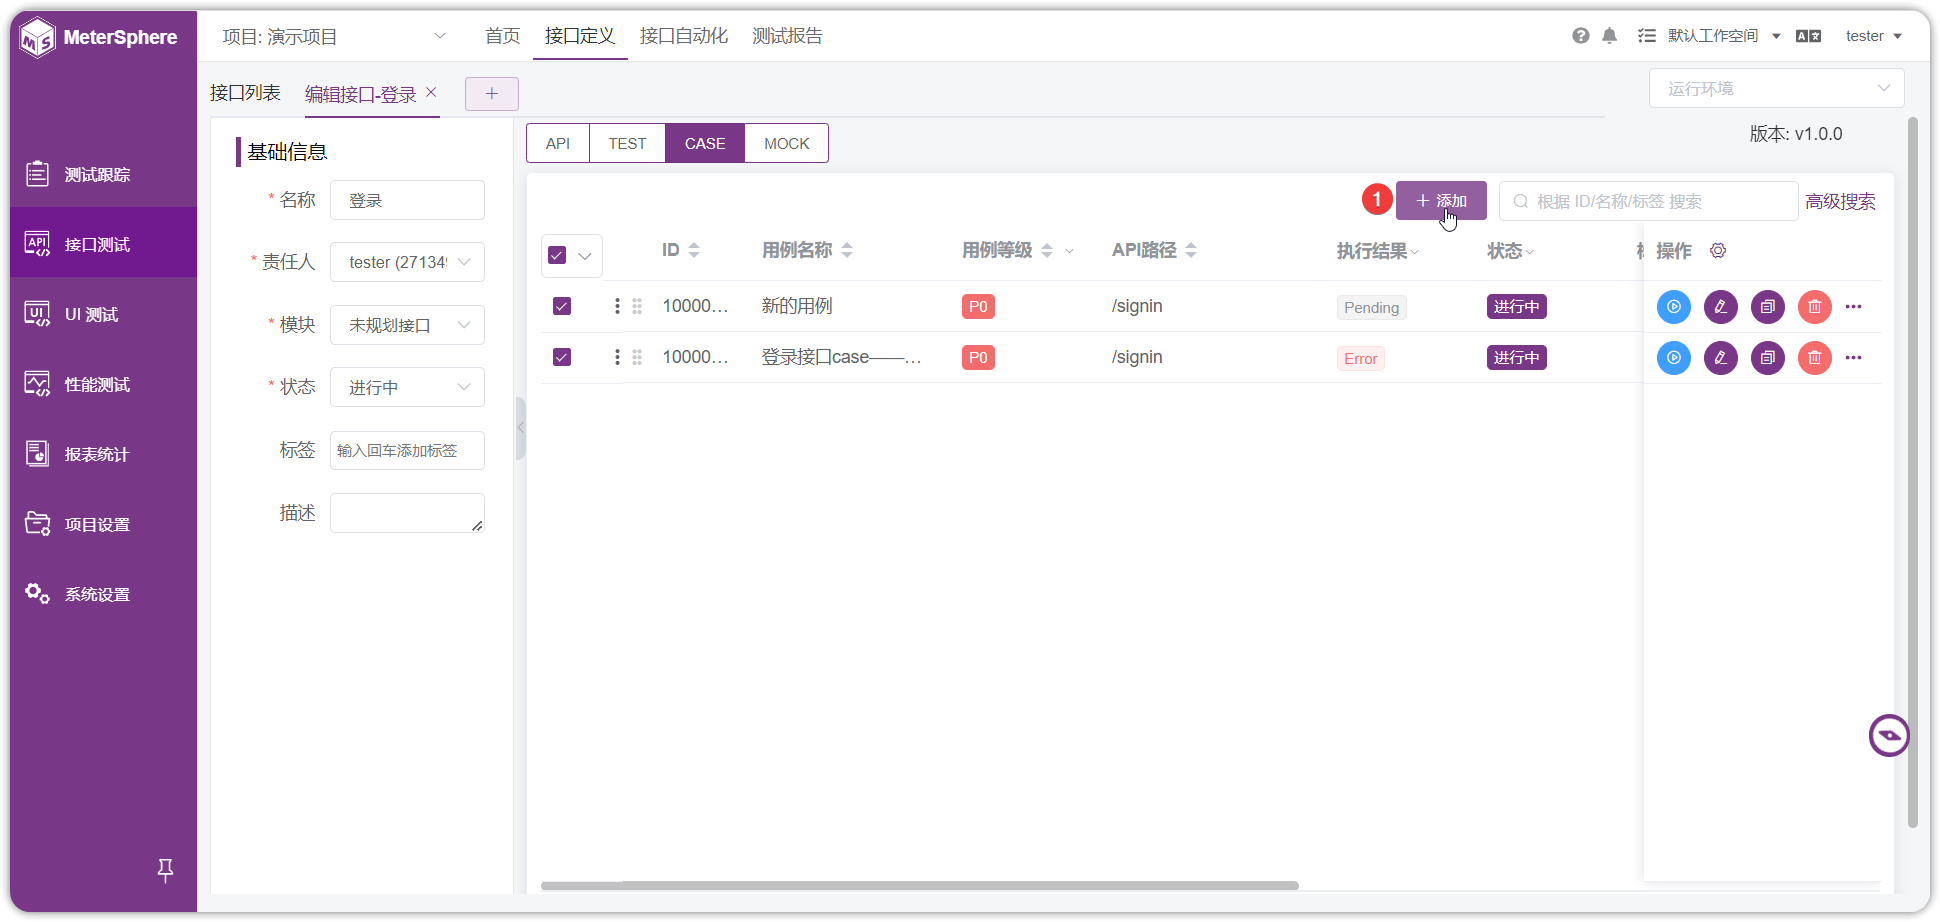 MeterSphere
项目: 演示项目
首页
接口定义
接口自动化
测试报告
默认工作空间
tester
接口列表
编辑接口-登录
运行环境
测试跟踪
接口测试
UI 测试
性能测试
报表统计
项目设置
系统设置
基础信息
* 名称 登录
* 责任人 tester (27134
* 模块 未规划接口
* 状态 进行中
标签 输入回车添加标签
描述
API TEST CASE MOCK
版本: v1.0.0
1
+ 添加
根据 ID/名称/标签 搜索
高级搜索
ID 用例名称 用例等级 API路径 执行结果 状态 操作
10000... 新的用例 P0 /signin Pending 进行中
10000... 登录接口case——... P0 /signin Error 进行中